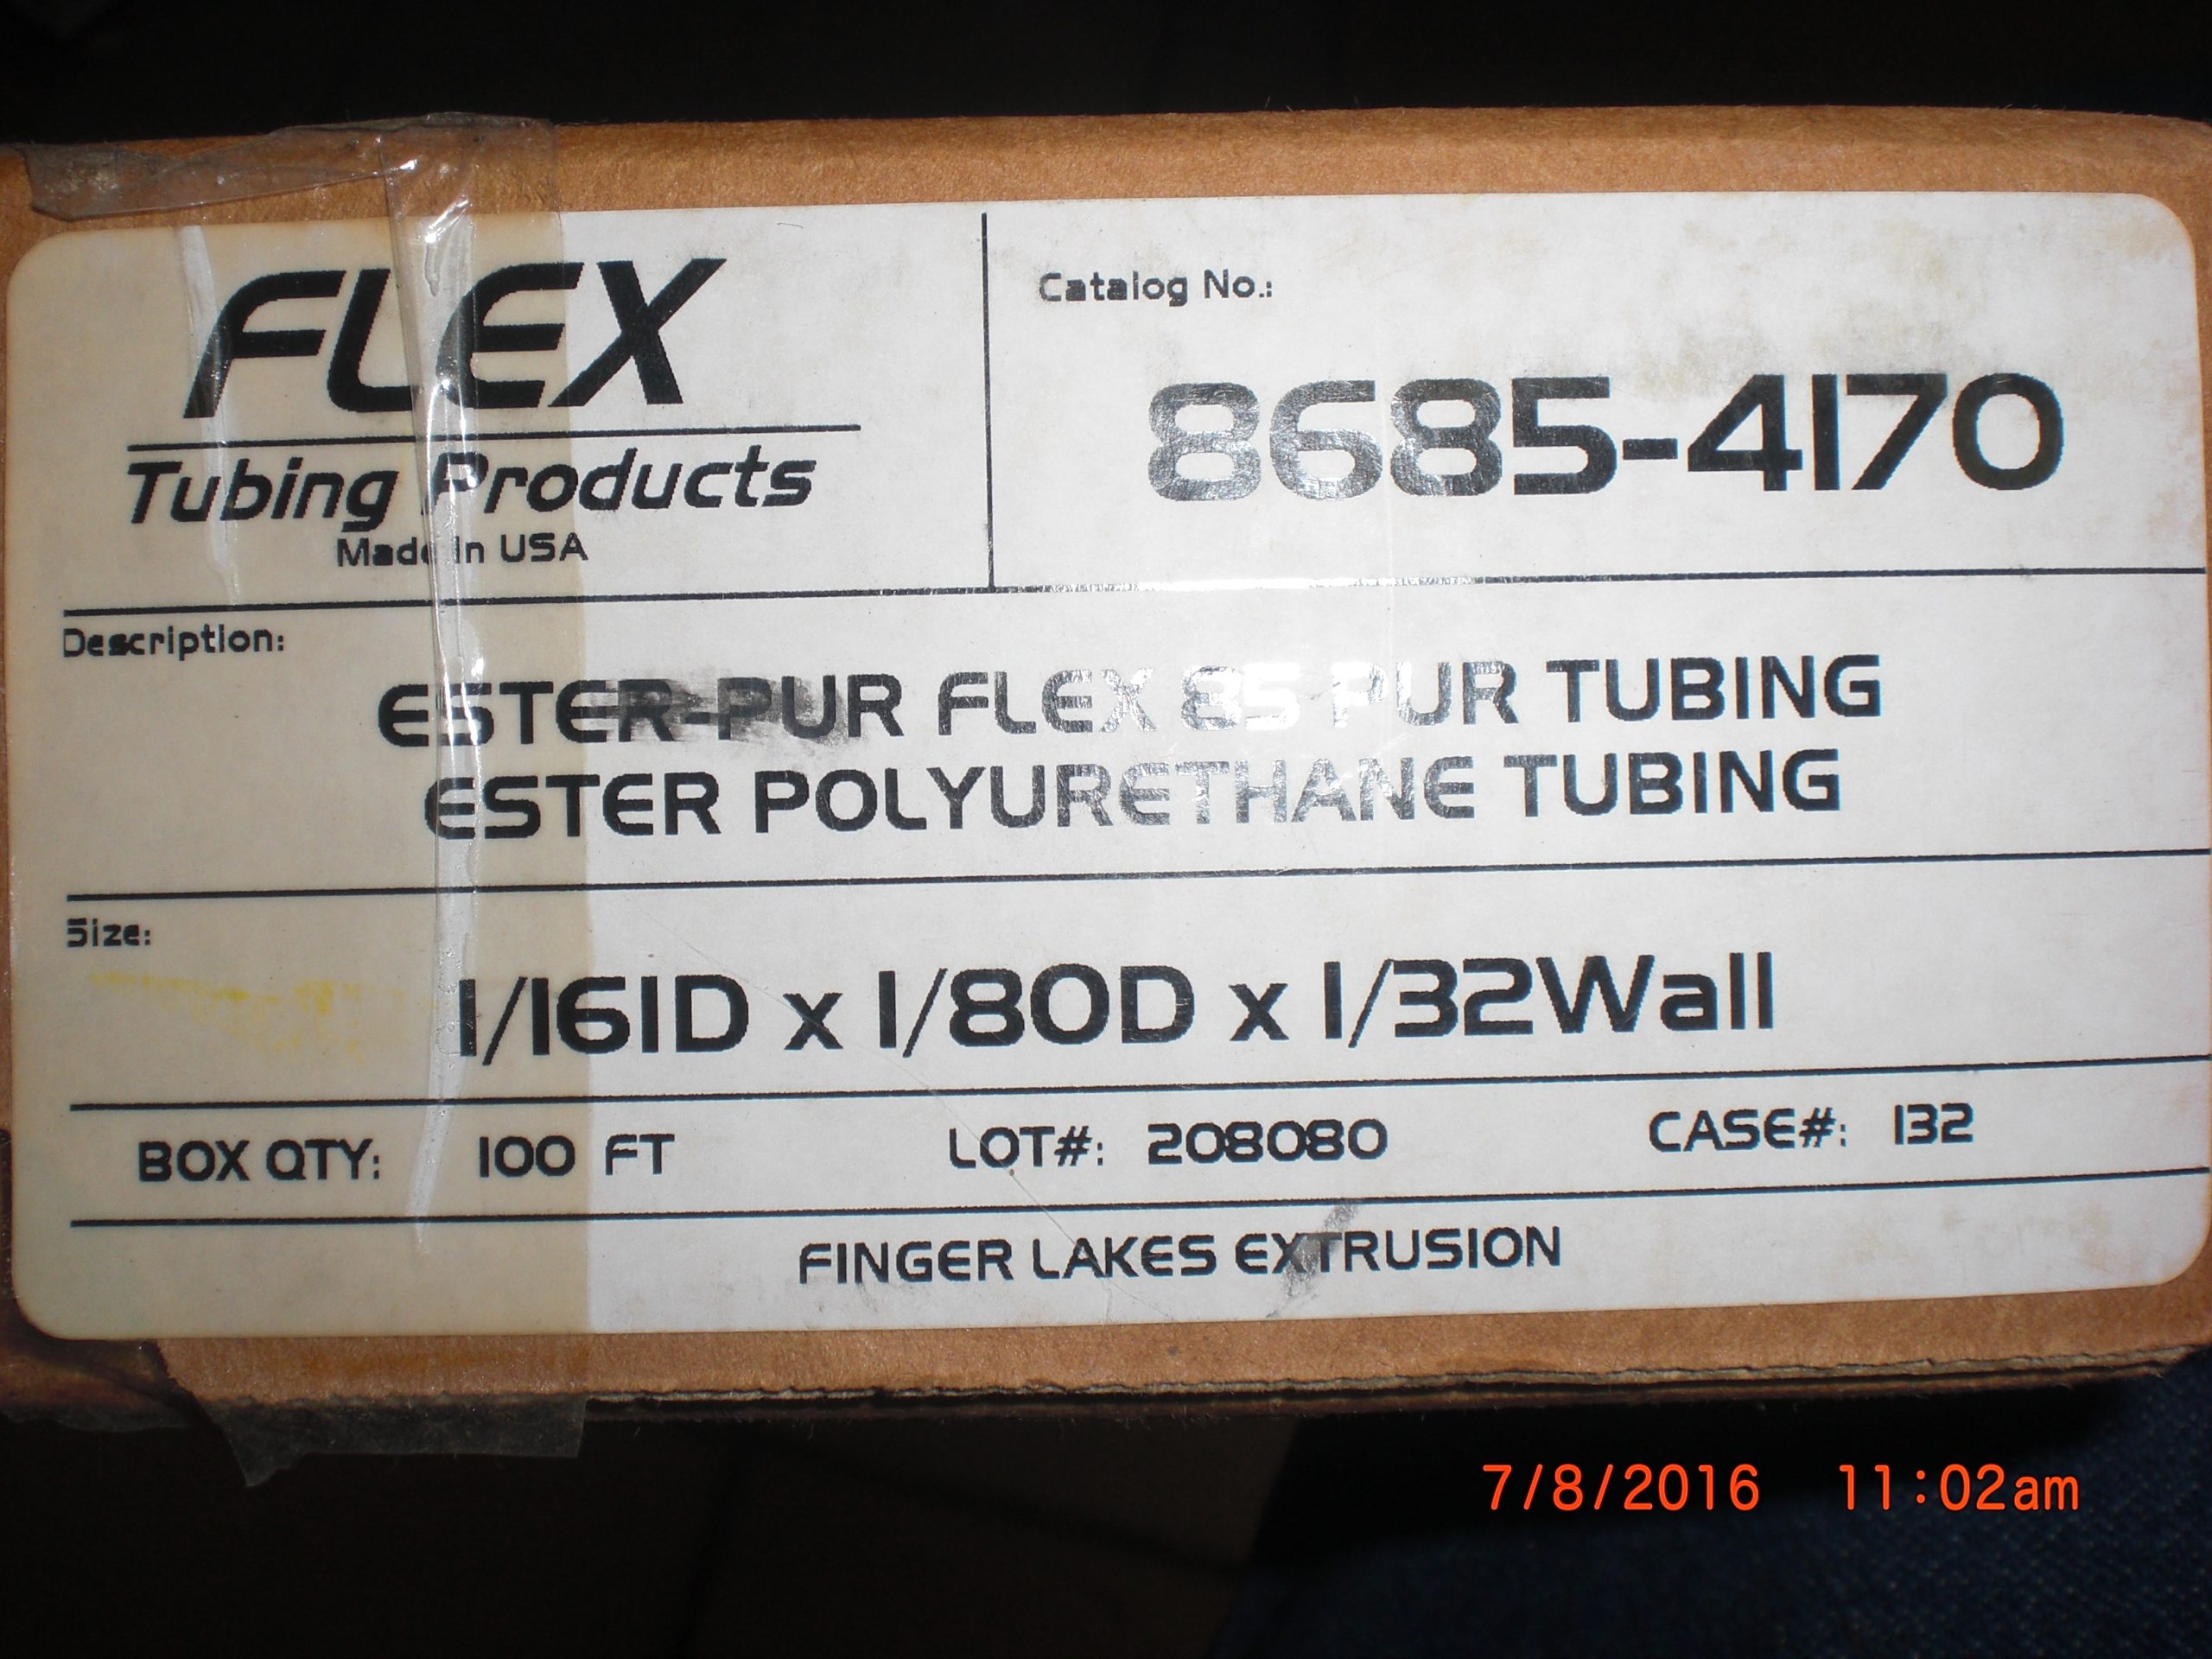 FLEX
Tubing Products
Made In USA
Catalog No.:
8685-4170
Description:
ESTER-PUR FLEX 85 PUR TUBING
ESTER POLYURETHANE TUBING
Size:
1/16ID x 1/8OD x 1/32Wall
BOX QTY: 100 FT LOT#: 208080 CASE#: 132
FINGER LAKES EXTRUSION
7/8/2016 11:02am